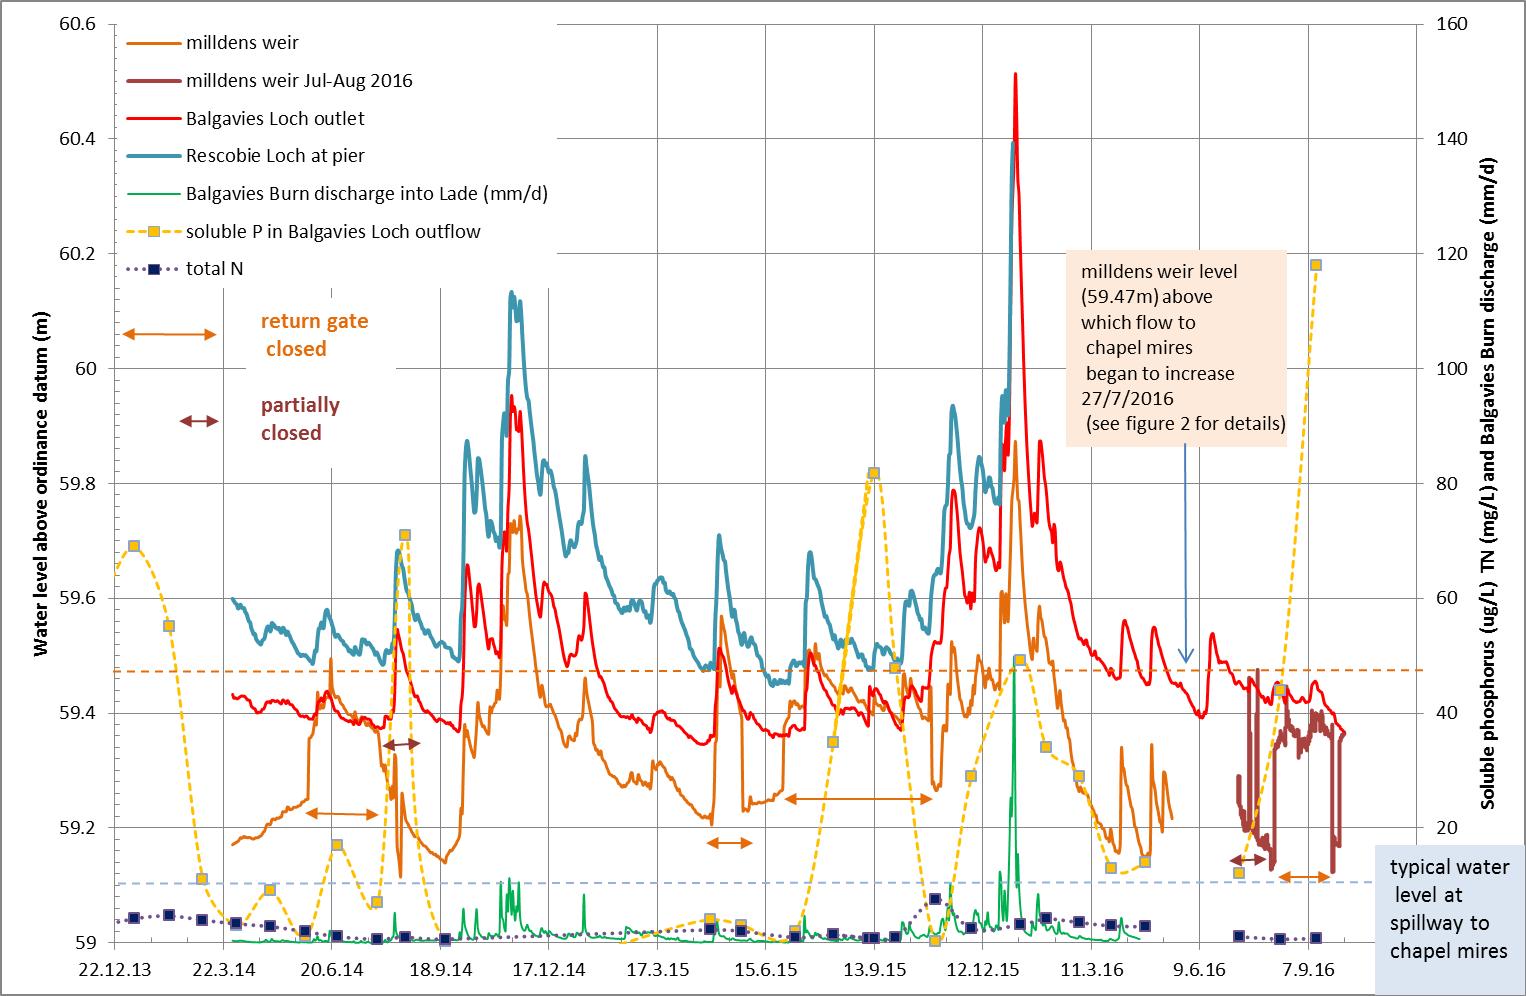 60.6
60.4
60.2
60
59.8
59.6
59.4
59.2
59
Water level above ordinance datum (m)
milldens weir
milldens weir Jul-Aug 2016
Balgavies Loch outlet
Rescobie Loch at pier
Balgavies Burn discharge into Lade (mm/d)
soluble P in Balgavies Loch outflow
total N
return gate
closed
partially
closed
milldens weir level
(59.47m) above
which flow to
chapel mires
began to increase
27/7/2016
(see figure 2 for details)
160
140
120
100
80
60
40
20
Soluble phosphorus (ug/L) TN (mg/L) and Balgavies Burn discharge (mm/d)
typical water
level at
spillway to
chapel mires
22.12.13
22.3.14
20.6.14
18.9.14
17.12.14
17.3.15
15.6.15
13.9.15
12.12.15
11.3.16
9.6.16
7.9.16